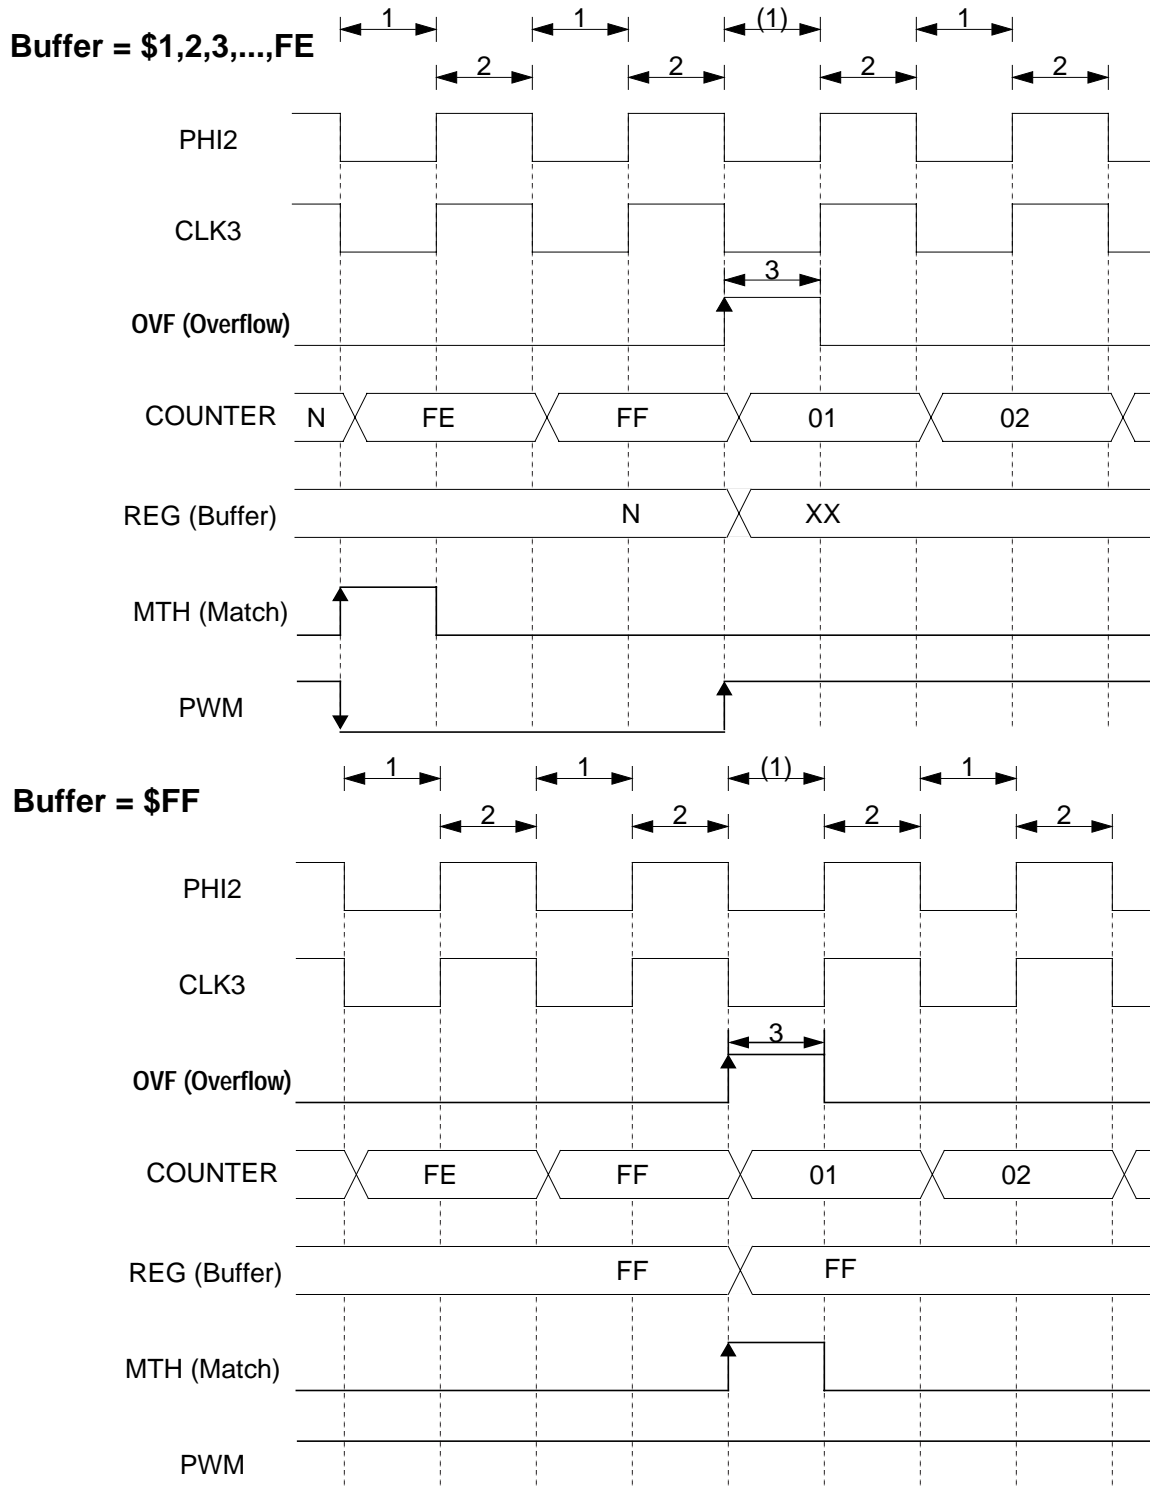 1 1 (1) 1
Buffer = $1,2,3,...,FE
2 2 2 2
PHI2
CLK3
3
OVF (Overflow)
COUNTER N FE FF 01 02
REG (Buffer) N XX
MTH (Match)
PWM
1 1 (1) 1
Buffer = $FF
2 2 2 2
PHI2
CLK3
3
OVF (Overflow)
COUNTER FE FF 01 02
REG (Buffer) FF FF
MTH (Match)
PWM